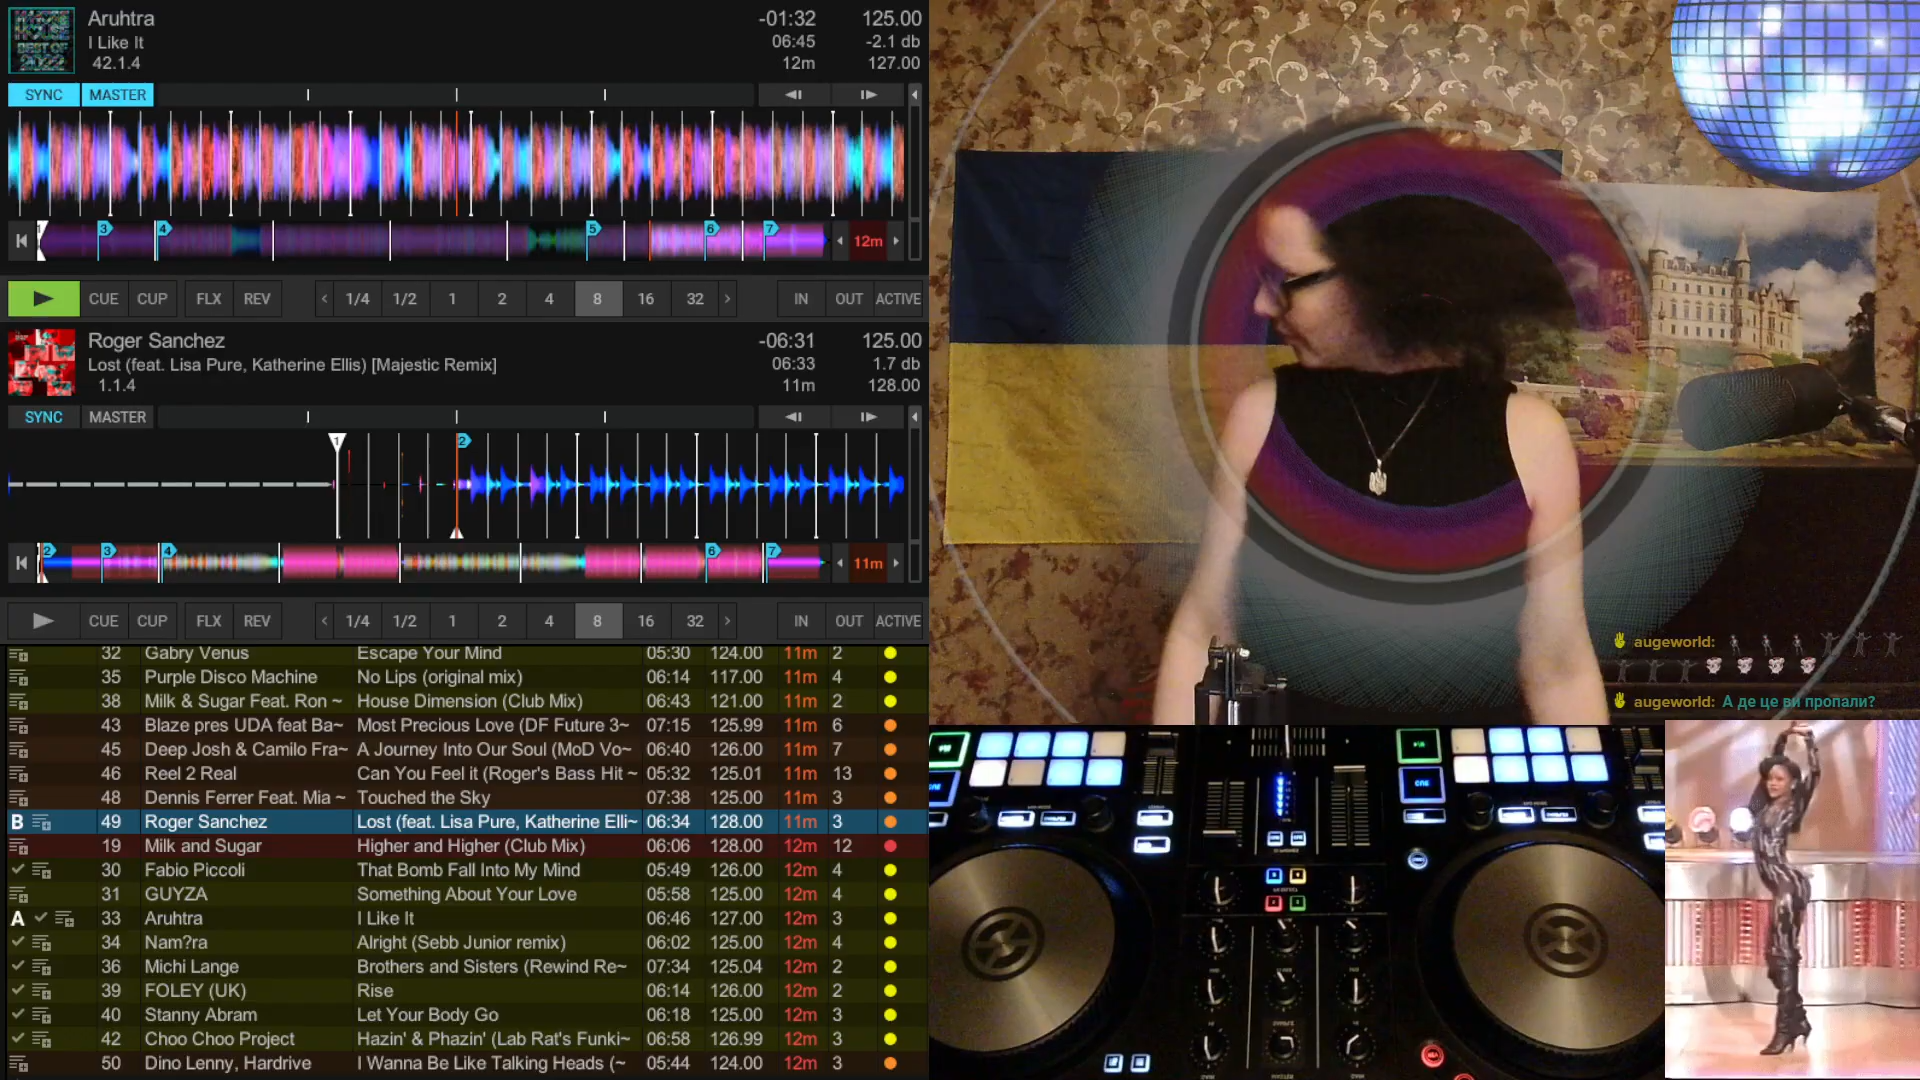 HOUSE
BEST OF
2022
Aruhtra
I Like It
42.1.4
-01:32
06:45
12m
125.00
-2.1 db
127.00
SYNC
MASTER
1
3
4
5
6
7
12m
CUE
CUP
FLX
REV
1/4
1/2
1
2
4
8
16
32
IN
OUT
ACTIVE
Roger Sanchez
Lost (feat. Lisa Pure, Katherine Ellis) [Majestic Remix]
1.1.4
-06:31
06:33
11m
125.00
1.7 db
128.00
SYNC
MASTER
1
2
2
3
4
6
7
11m
CUE
CUP
FLX
REV
1/4
1/2
1
2
4
8
16
32
IN
OUT
ACTIVE
32 Gabry Venus Escape Your Mind 05:30 124.00 11m 2
35 Purple Disco Machine No Lips (original mix) 06:14 117.00 11m 4
38 Milk & Sugar Feat. Ron ~ House Dimension (Club Mix) 06:43 121.00 11m 2
43 Blaze pres UDA feat Ba~ Most Precious Love (DF Future 3~ 07:15 125.99 11m 6
45 Deep Josh & Camilo Fra~ A Journey Into Our Soul (MoD Vo~ 06:40 126.00 11m 7
46 Reel 2 Real Can You Feel it (Roger's Bass Hit ~ 05:32 125.01 11m 13
48 Dennis Ferrer Feat. Mia ~ Touched the Sky 07:38 125.00 11m 3
B 49 Roger Sanchez Lost (feat. Lisa Pure, Katherine Elli~ 06:34 128.00 11m 3
19 Milk and Sugar Higher and Higher (Club Mix) 06:06 128.00 12m 12
30 Fabio Piccoli That Bomb Fall Into My Mind 05:49 126.00 12m 4
31 GUYZA Something About Your Love 05:58 125.00 12m 4
A 33 Aruhtra I Like It 06:46 127.00 12m 3
34 Nam?ra Alright (Sebb Junior remix) 06:02 125.00 12m 4
36 Michi Lange Brothers and Sisters (Rewind Re~ 07:34 125.04 12m 2
39 FOLEY (UK) Rise 06:14 126.00 12m 2
40 Stanny Abram Let Your Body Go 06:18 125.00 12m 3
42 Choo Choo Project Hazin' & Phazin' (Lab Rat's Funki~ 06:58 126.99 12m 3
50 Dino Lenny, Hardrive I Wanna Be Like Talking Heads (~ 05:44 124.00 12m 3
augeworld:
augeworld: А де це ви пропали?
CUE